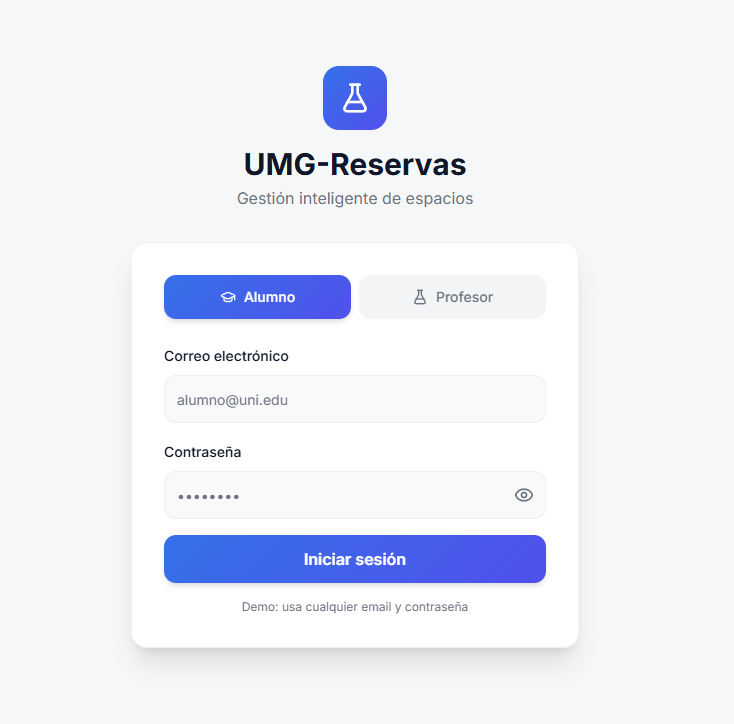 UMG-Reservas
Gestión inteligente de espacios
Alumno
Profesor
Correo electrónico
alumno@uni.edu
Contraseña
••••••••
Iniciar sesión
Demo: usa cualquier email y contraseña